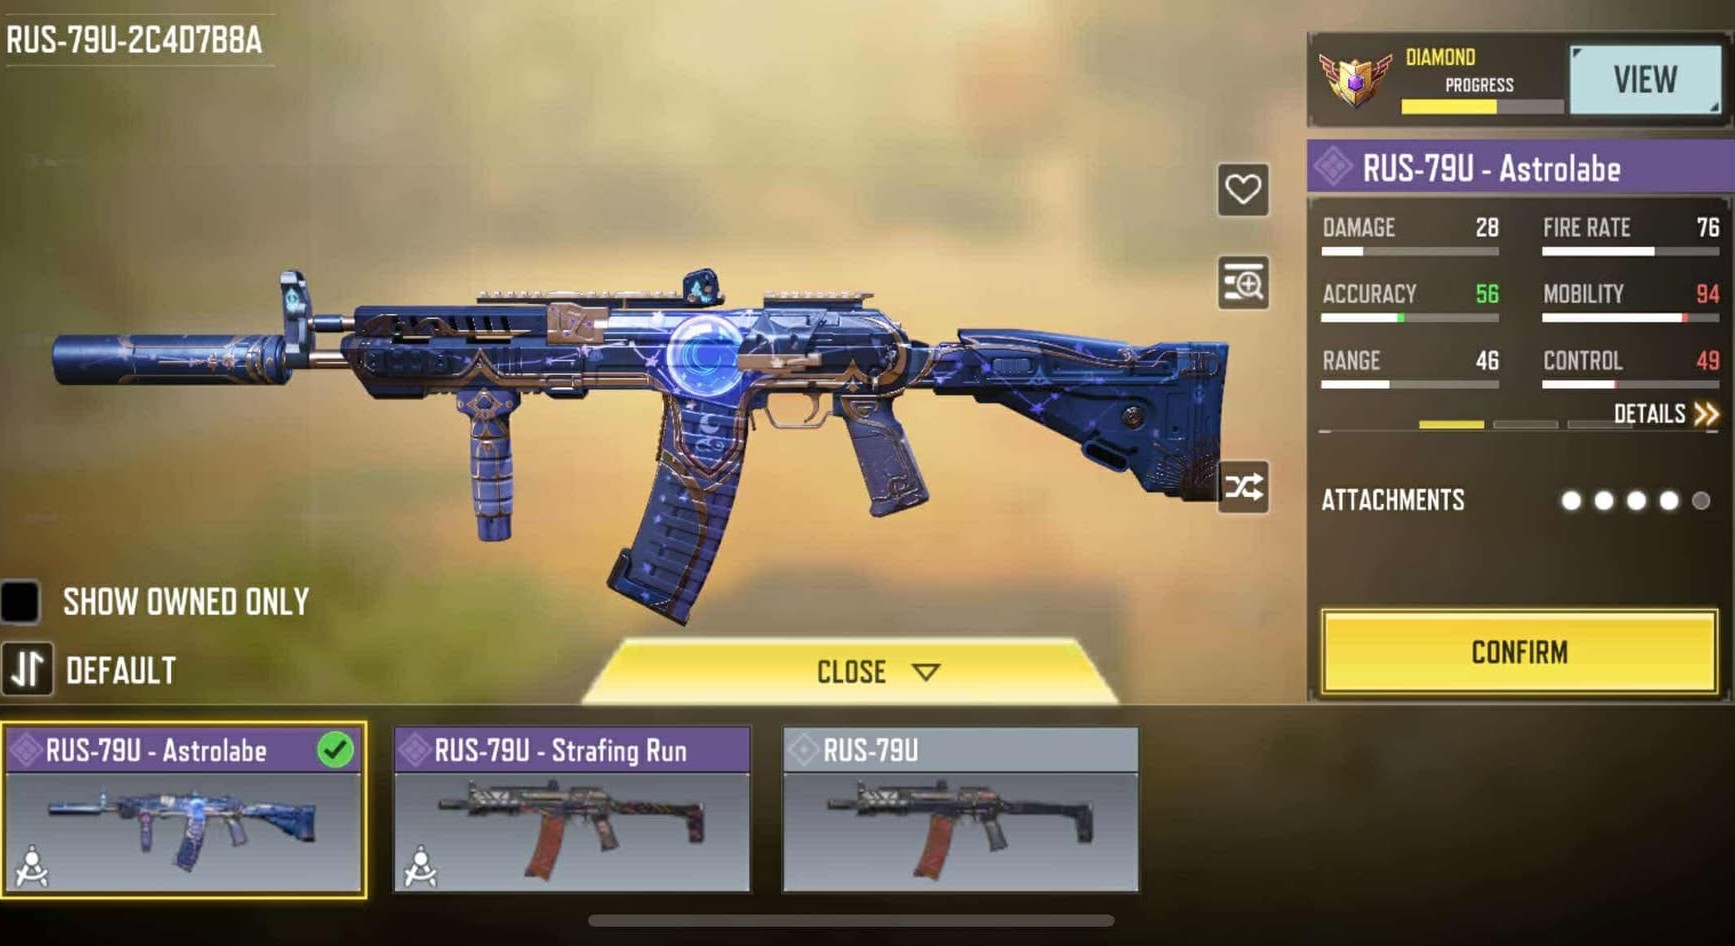 RUS-79U-2C4D7B8A
DIAMOND
PROGRESS
VIEW
RUS-79U - Astrolabe
DAMAGE 28 FIRE RATE 76
ACCURACY 56 MOBILITY 94
RANGE 46 CONTROL 49
DETAILS
ATTACHMENTS
SHOW OWNED ONLY
DEFAULT
CLOSE
CONFIRM
RUS-79U - Astrolabe
RUS-79U - Strafing Run
RUS-79U